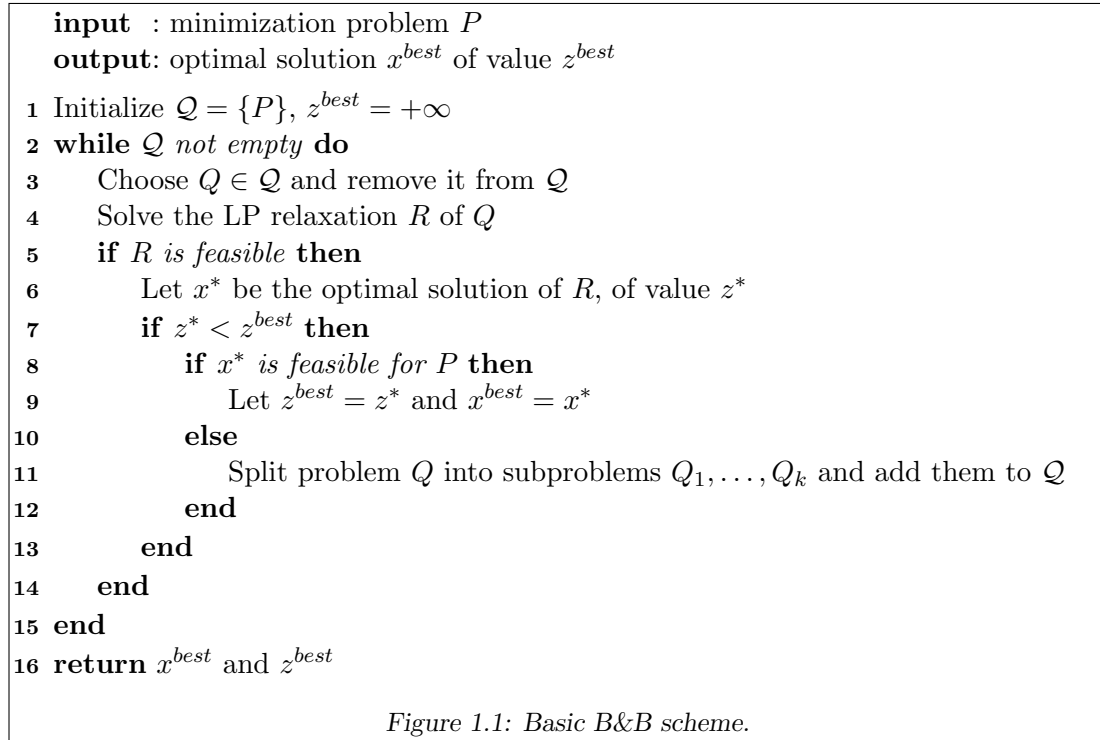 input : minimization problem P
output: optimal solution x^{best} of value z^{best}
1 Initialize 𝒬 = {P}, z^{best} = +∞
2 while 𝒬 not empty do
3 Choose Q ∈ 𝒬 and remove it from 𝒬
4 Solve the LP relaxation R of Q
5 if R is feasible then
6 Let x* be the optimal solution of R, of value z*
7 if z* < z^{best} then
8 if x* is feasible for P then
9 Let z^{best} = z* and x^{best} = x*
10 else
11 Split problem Q into subproblems Q₁, . . . , Qₖ and add them to 𝒬
12 end
13 end
14 end
15 end
16 return x^{best} and z^{best}
Figure 1.1: Basic B&B scheme.